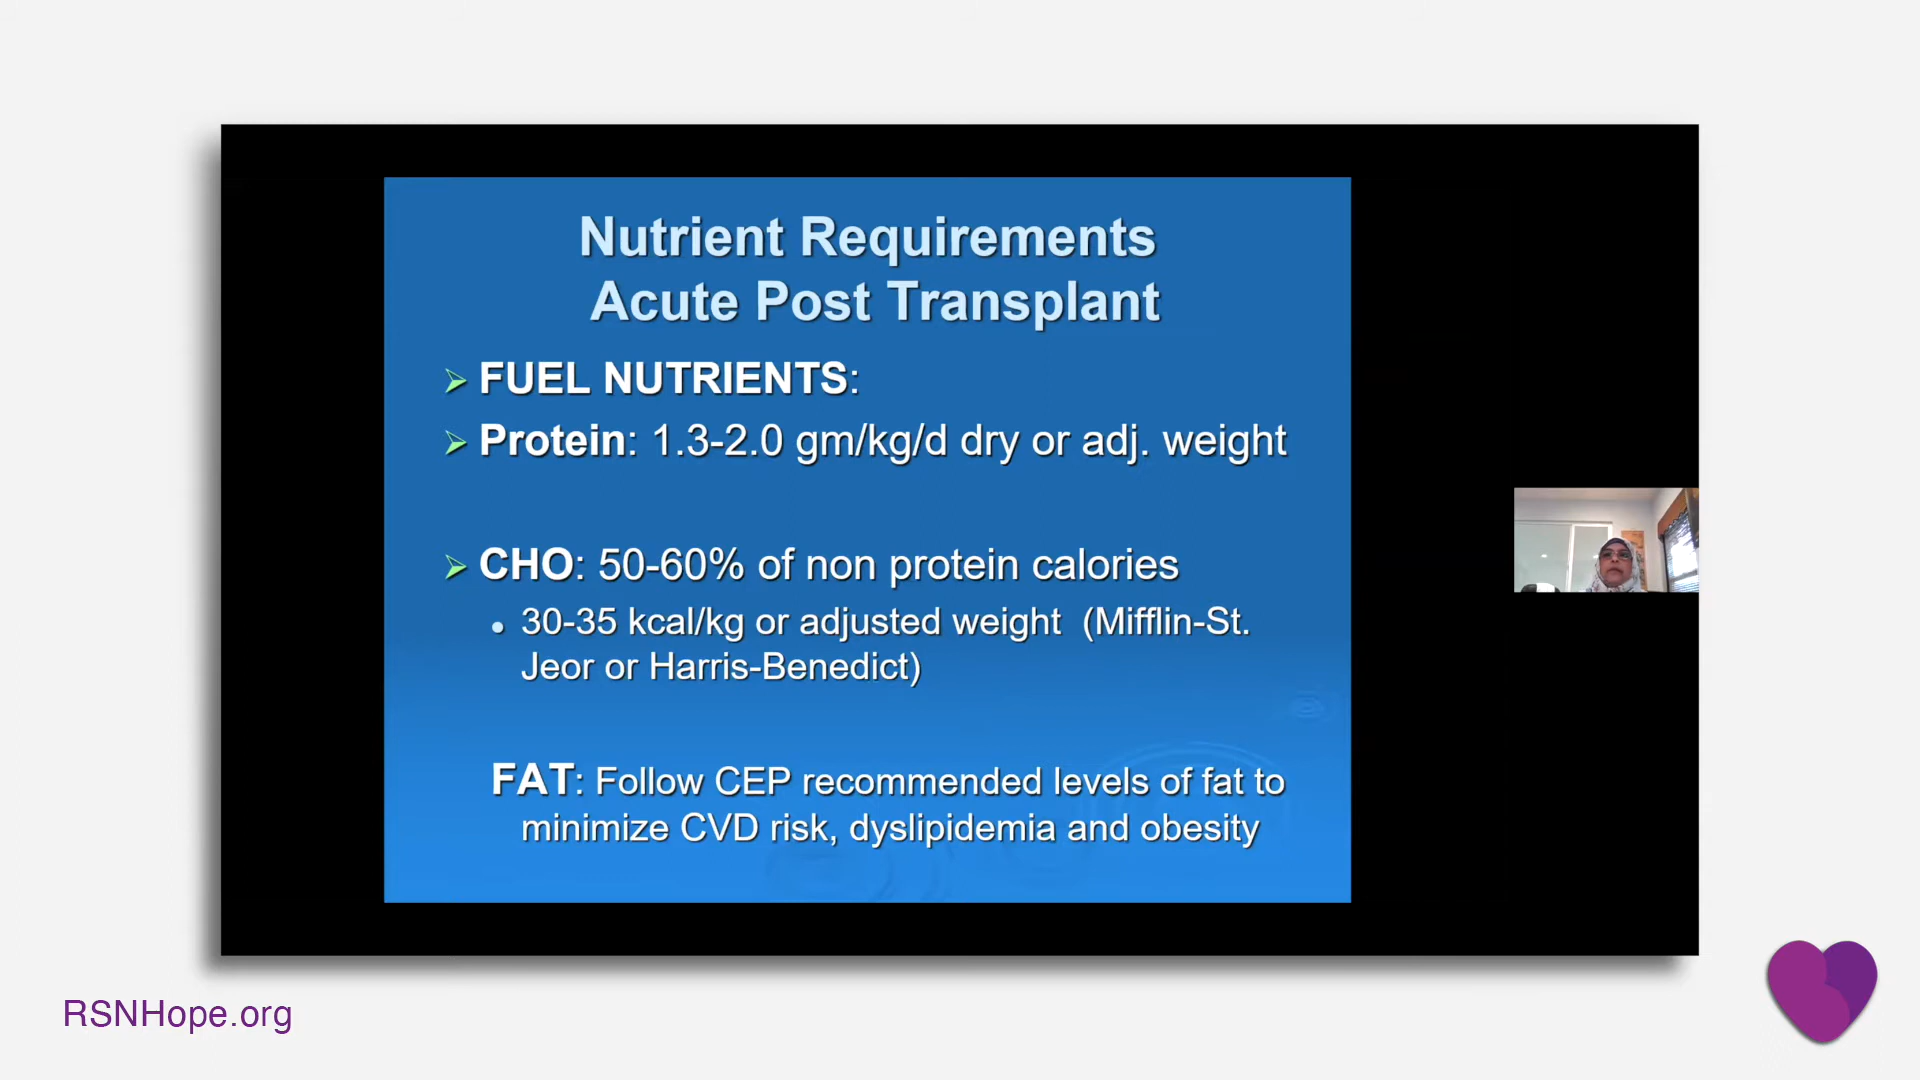 Nutrient Requirements
Acute Post Transplant
FUEL NUTRIENTS:
Protein: 1.3-2.0 gm/kg/d dry or adj. weight
CHO: 50-60% of non protein calories
30-35 kcal/kg or adjusted weight (Mifflin-St.
Jeor or Harris-Benedict)
FAT: Follow CEP recommended levels of fat to
minimize CVD risk, dyslipidemia and obesity
RSNHope.org